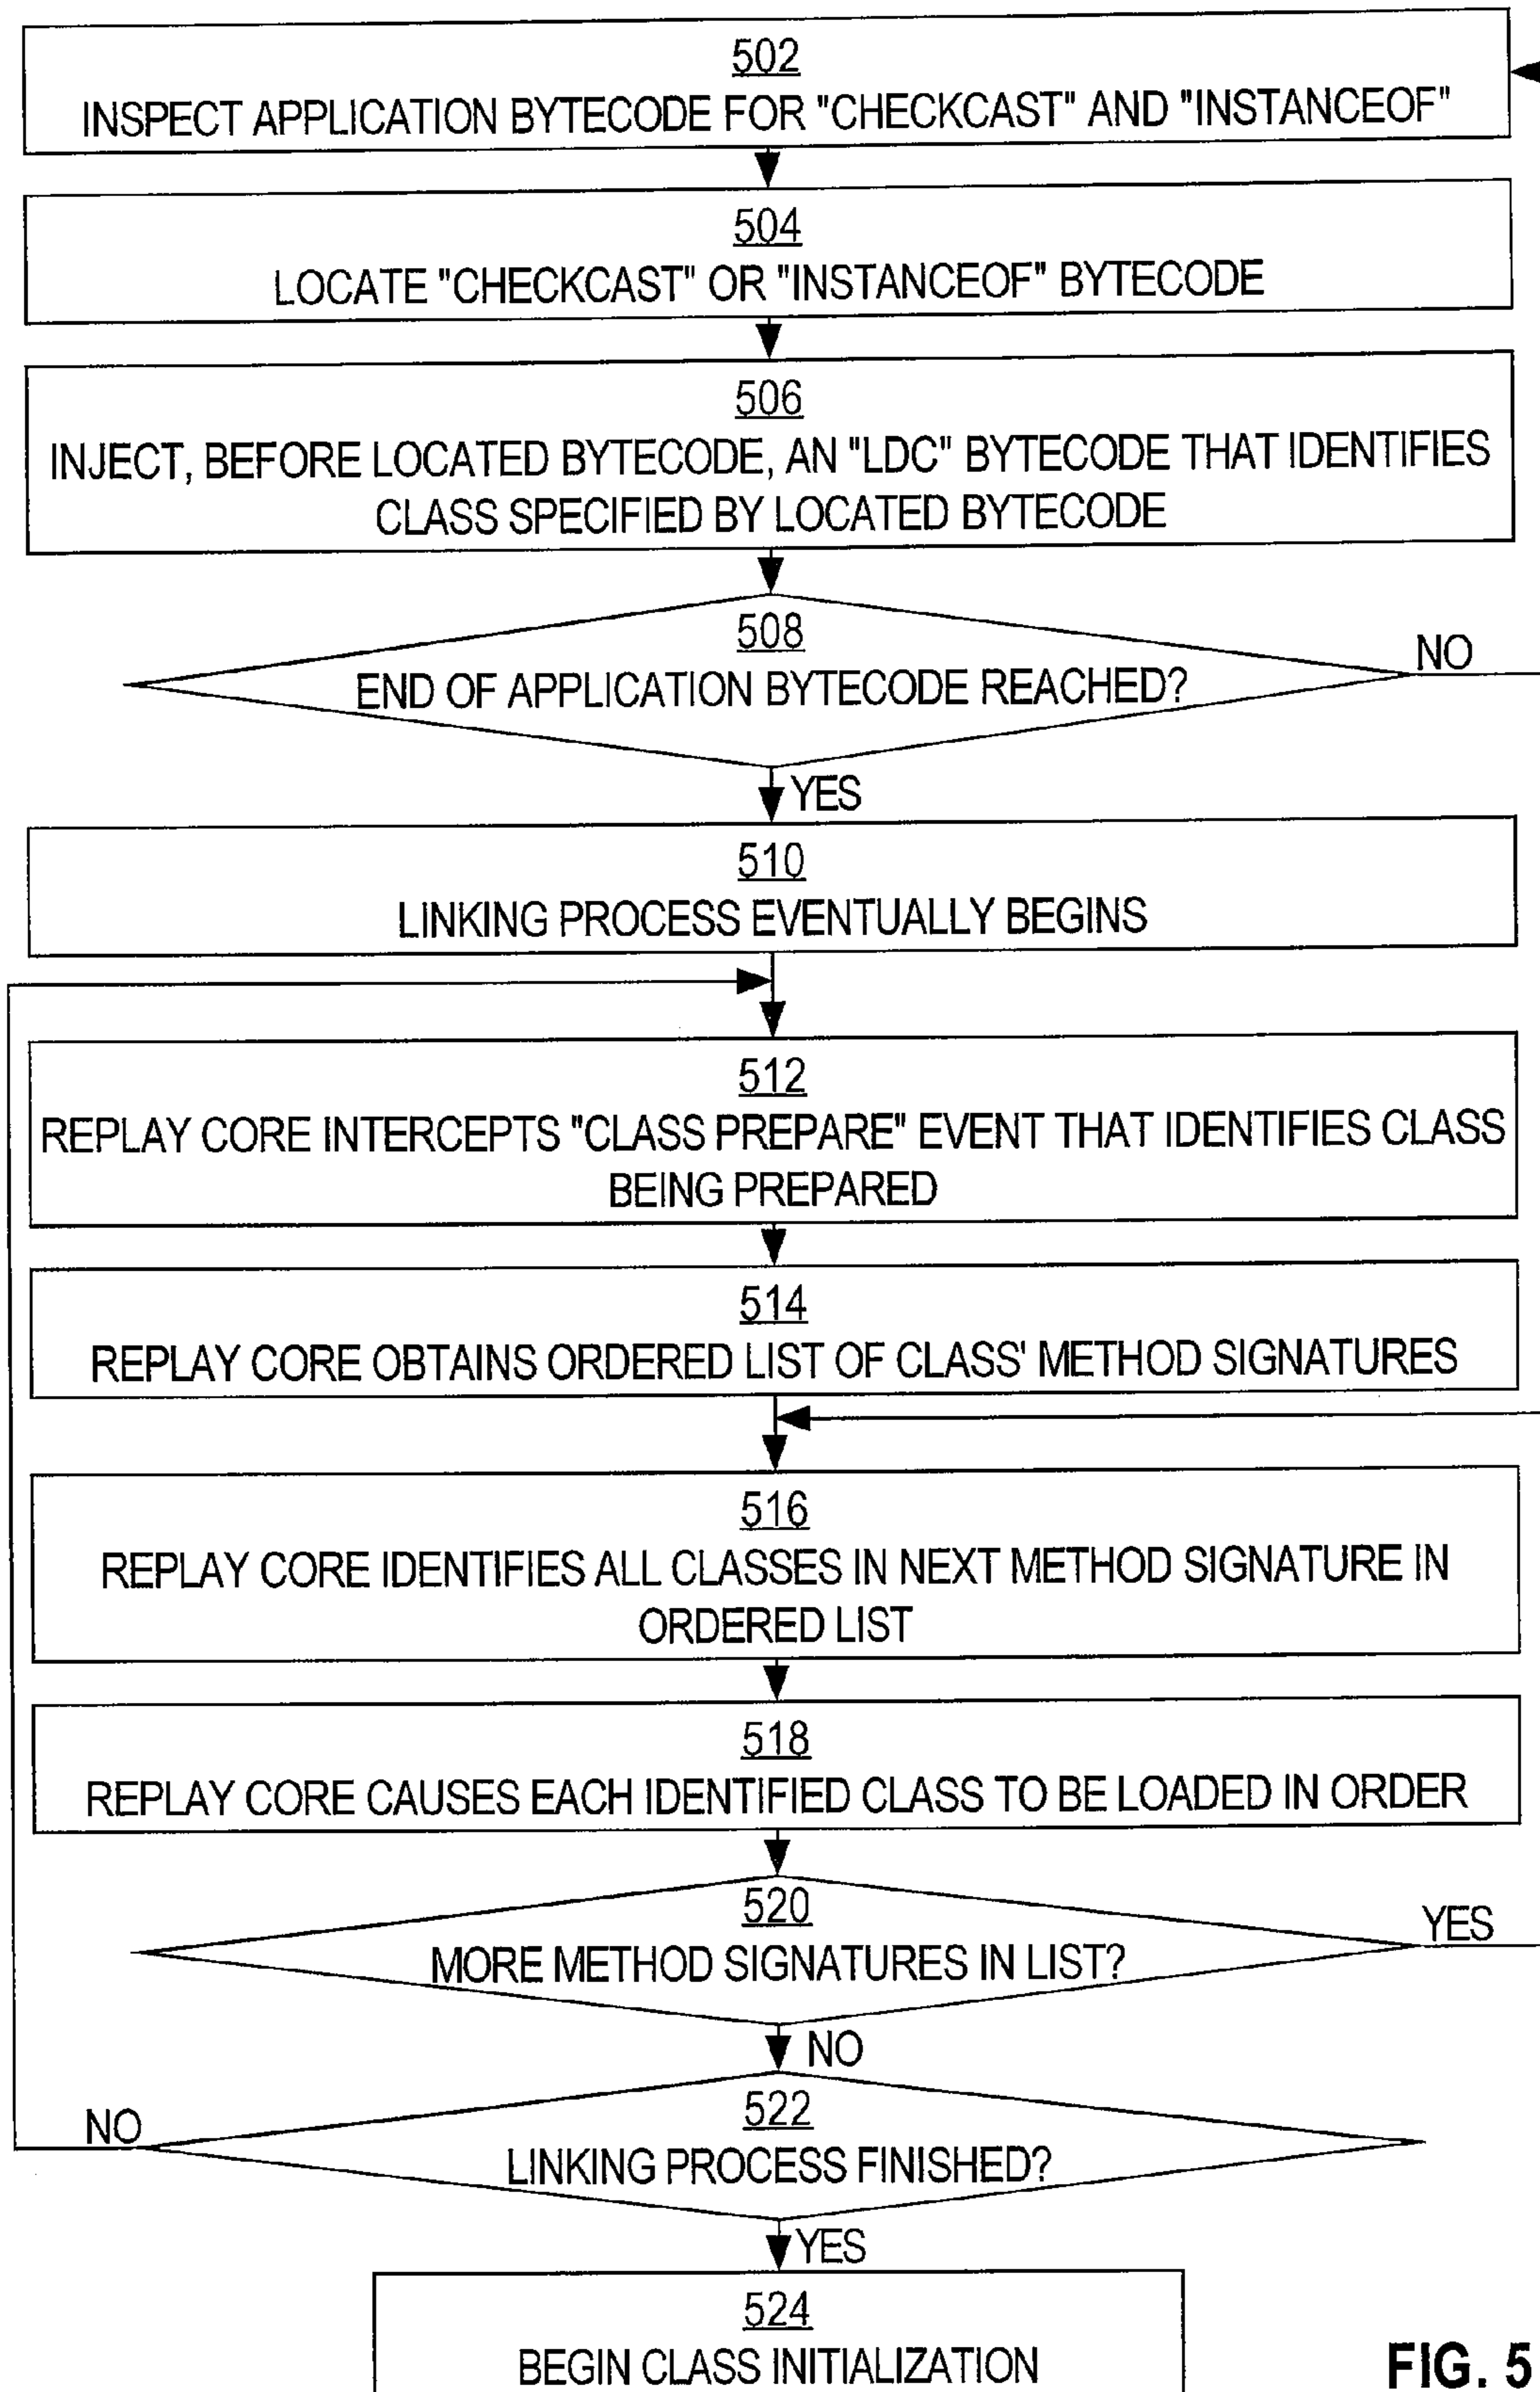 502
INSPECT APPLICATION BYTECODE FOR "CHECKCAST" AND "INSTANCEOF"
504
LOCATE "CHECKCAST" OR "INSTANCEOF" BYTECODE
506
INJECT, BEFORE LOCATED BYTECODE, AN "LDC" BYTECODE THAT IDENTIFIES
CLASS SPECIFIED BY LOCATED BYTECODE
508
END OF APPLICATION BYTECODE REACHED?
NO
YES
510
LINKING PROCESS EVENTUALLY BEGINS
512
REPLAY CORE INTERCEPTS "CLASS PREPARE" EVENT THAT IDENTIFIES CLASS
BEING PREPARED
514
REPLAY CORE OBTAINS ORDERED LIST OF CLASS' METHOD SIGNATURES
516
REPLAY CORE IDENTIFIES ALL CLASSES IN NEXT METHOD SIGNATURE IN
ORDERED LIST
518
REPLAY CORE CAUSES EACH IDENTIFIED CLASS TO BE LOADED IN ORDER
520
MORE METHOD SIGNATURES IN LIST?
YES
NO
522
LINKING PROCESS FINISHED?
NO
YES
524
BEGIN CLASS INITIALIZATION
FIG. 5